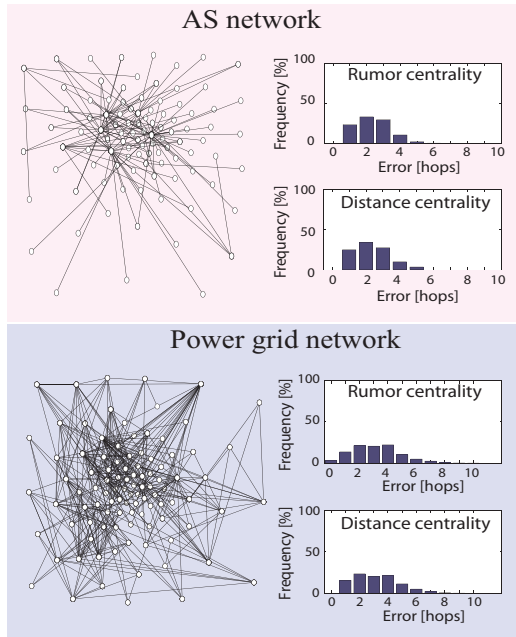 AS network
100
50
0
Frequency [%]
Rumor centrality
0 2 4 6 8 10
Error [hops]
100
50
0
Frequency [%]
Distance centrality
0 2 4 6 8 10
Error [hops]
Power grid network
100
50
0
Frequency [%]
Rumor centrality
0 2 4 6 8 10
Error [hops]
100
50
0
Frequency [%]
Distance centrality
0 2 4 6 8 10 12
Error [hops]